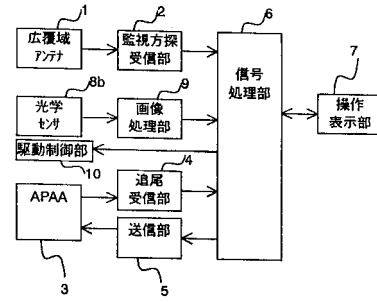 1
広覆域
アンテナ
2
監視方探
受信部
6
信号
処理部
7
操作
表示部
8b
光学
センサ
9
画像
処理部
駆動制御部
10
4
追尾
受信部
APAA
3
送信部
5